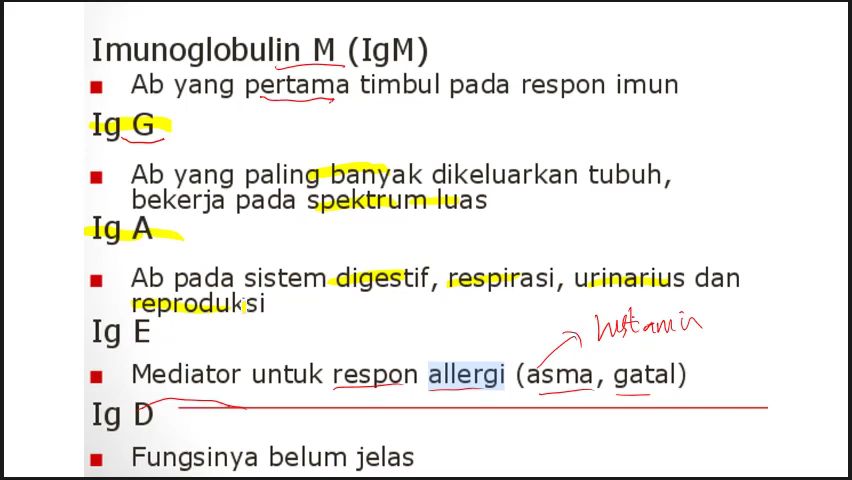 Imunoglobulin M (IgM)
Ab yang pertama timbul pada respon imun
Ig G
Ab yang paling banyak dikeluarkan tubuh,
bekerja pada spektrum luas
Ig A
Ab pada sistem digestif, respirasi, urinarius dan
reproduksi
Ig E
histamin
Mediator untuk respon allergi (asma, gatal)
Ig D
Fungsinya belum jelas